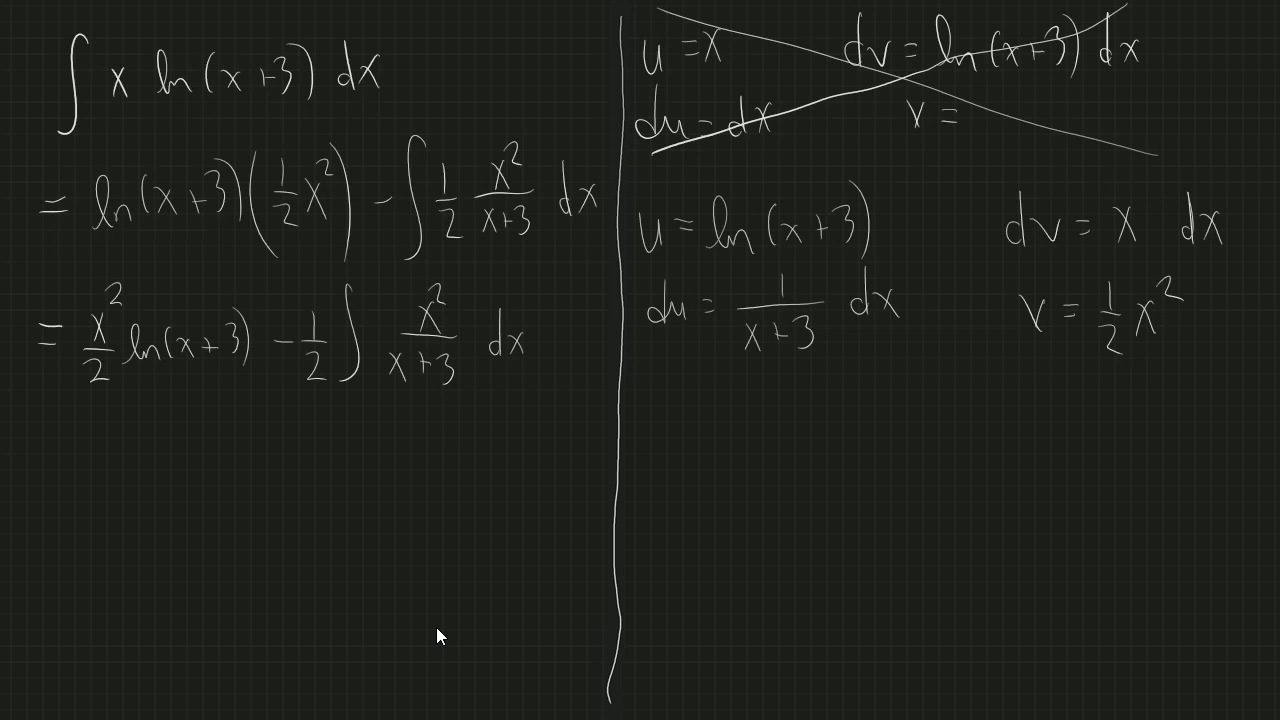 ∫ x ln(x+3) dx
= ln(x+3)(1/2 x²) - ∫ 1/2 x²/(x+3) dx
= x²/2 ln(x+3) - 1/2 ∫ x²/(x+3) dx
u = x dv = ln(x+3) dx
du = dx v =
u = ln(x+3) dv = x dx
du = 1/(x+3) dx v = 1/2 x²